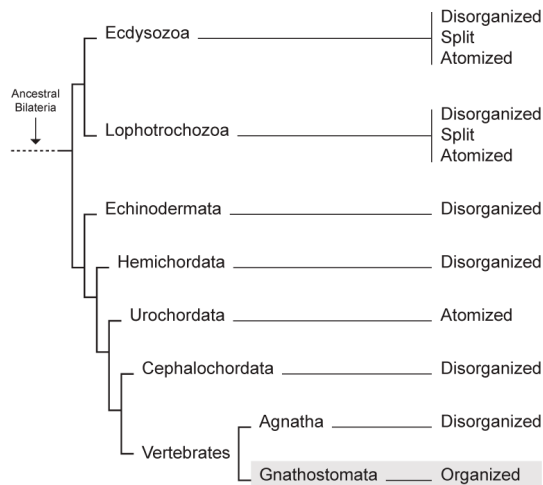 Ancestral
Bilateria
Ecdysozoa
Disorganized
Split
Atomized
Lophotrochozoa
Disorganized
Split
Atomized
Echinodermata Disorganized
Hemichordata Disorganized
Urochordata Atomized
Cephalochordata Disorganized
Agnatha Disorganized
Vertebrates
Gnathostomata Organized